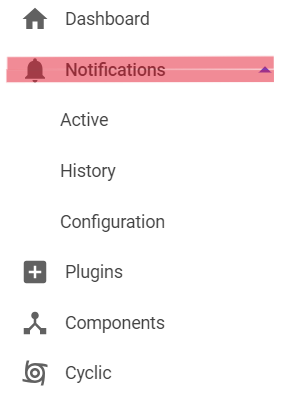 Dashboard
Notifications
Active
History
Configuration
Plugins
Components
Cyclic